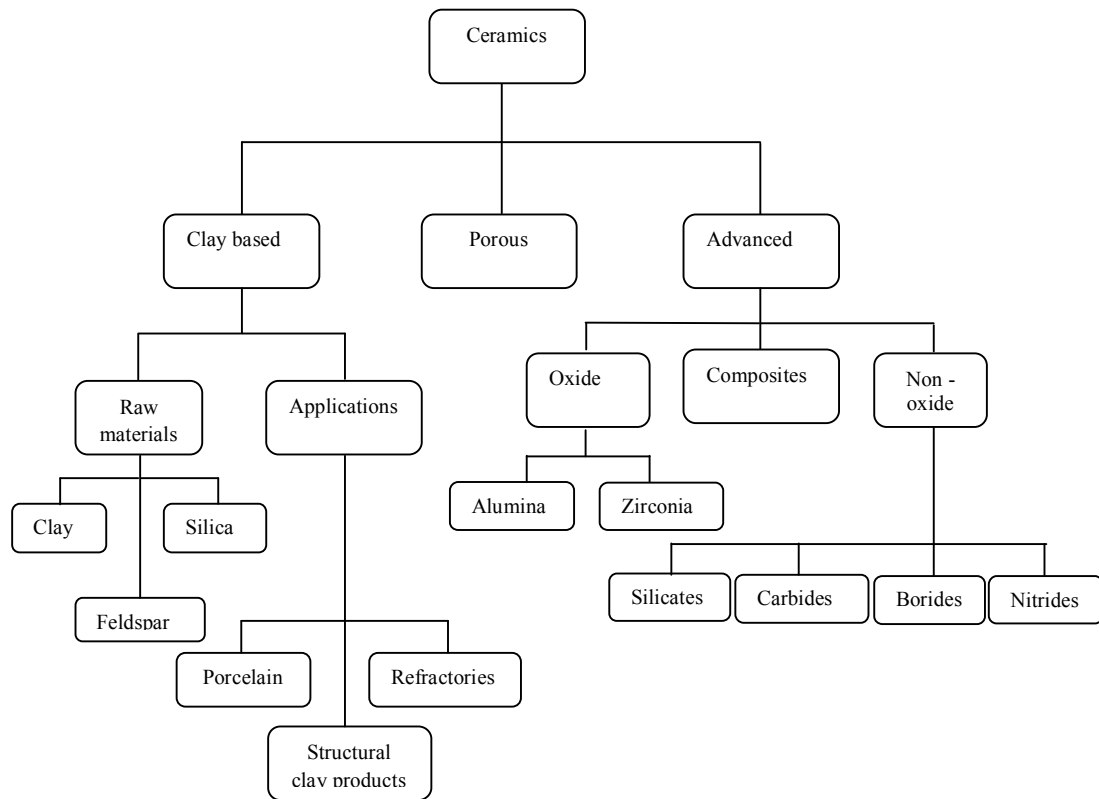 Ceramics
Clay based
Porous
Advanced
Oxide
Composites
Non -
oxide
Raw
materials
Applications
Alumina
Zirconia
Clay
Silica
Silicates
Carbides
Borides
Nitrides
Feldspar
Porcelain
Refractories
Structural
clay products